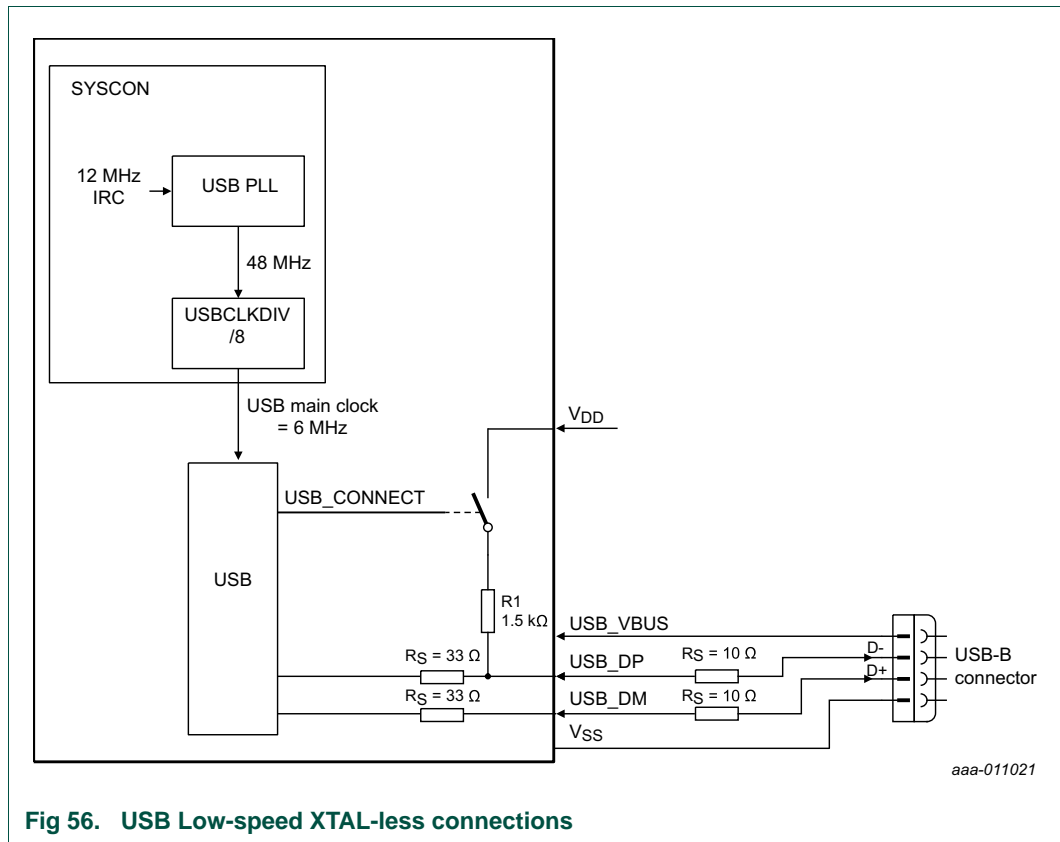 SYSCON
12 MHz
IRC
USB PLL
48 MHz
USBCLKDIV
/8
USB main clock
= 6 MHz
VDD
USB_CONNECT
USB
R1
1.5 kΩ
USB_VBUS
RS = 33 Ω
USB_DP
RS = 10 Ω
D-
USB-B
connector
D+
RS = 33 Ω
USB_DM
RS = 10 Ω
VSS
aaa-011021
Fig 56. USB Low-speed XTAL-less connections